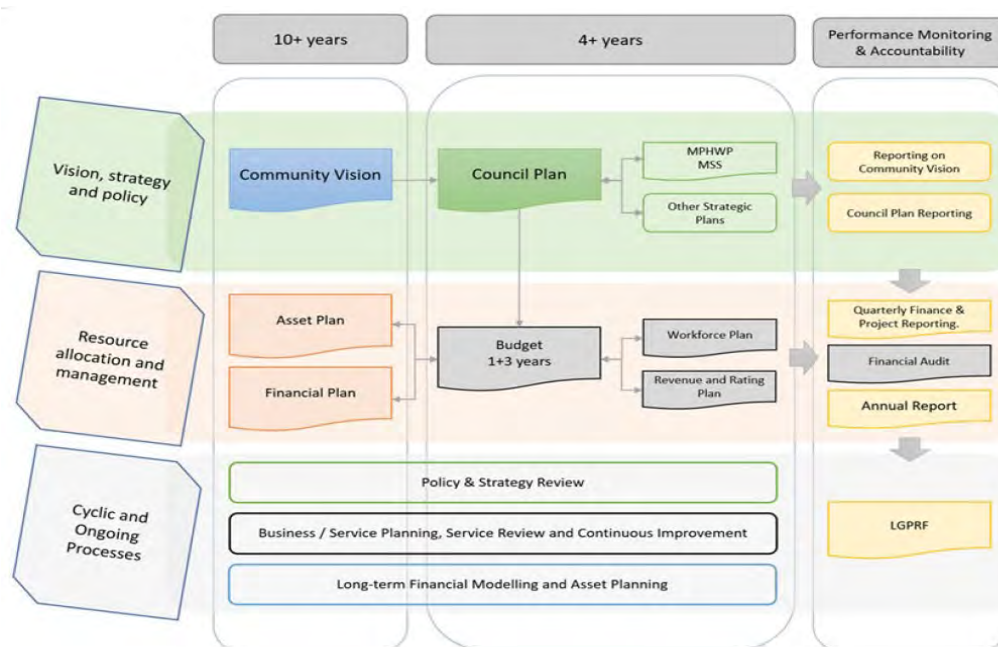 10+ years
4+ years
Performance Monitoring
& Accountability
Vision, strategy
and policy
Community Vision
Council Plan
MPHWP
MSS
Other Strategic
Plans
Reporting on
Community Vision
Council Plan Reporting
Resource
allocation and
management
Asset Plan
Financial Plan
Budget
1+3 years
Workforce Plan
Revenue and Rating
Plan
Quarterly Finance &
Project Reporting.
Financial Audit
Annual Report
Cyclic and
Ongoing
Processes
Policy & Strategy Review
Business / Service Planning, Service Review and Continuous Improvement
Long-term Financial Modelling and Asset Planning
LGPRF